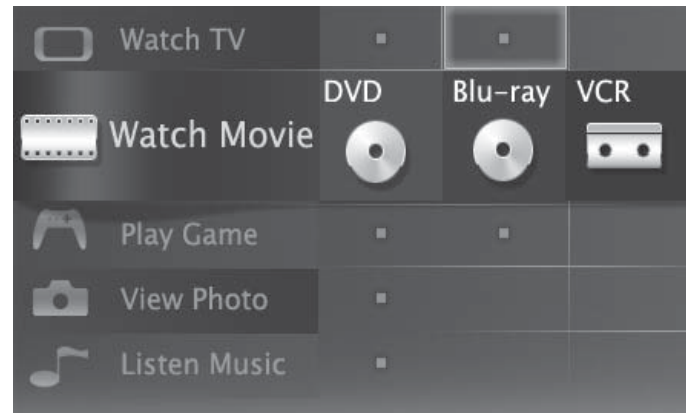 Watch TV
DVD Blu-ray VCR
Watch Movie
Play Game
View Photo
Listen Music